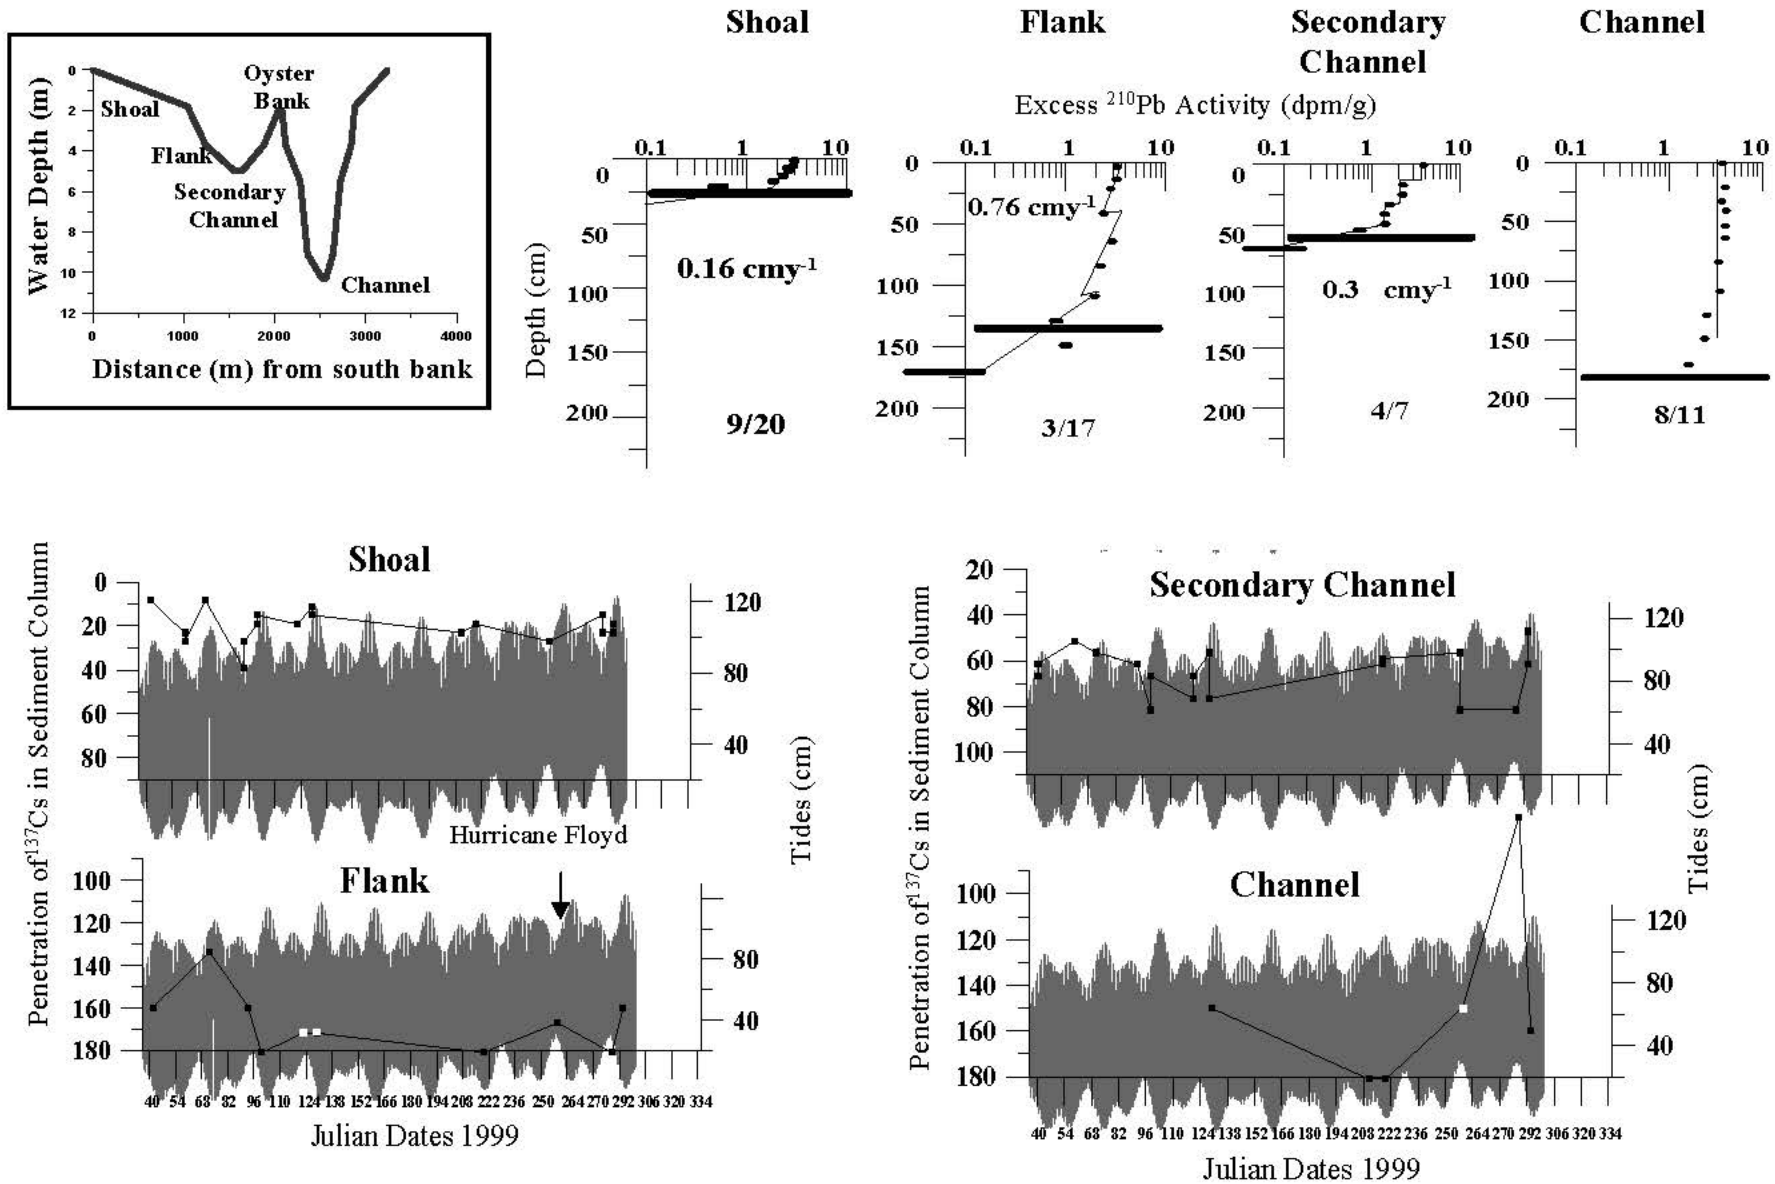 Shoal Flank Secondary Channel
Channel
Excess ²¹⁰Pb Activity (dpm/g)
Water Depth (m)
0
2
4
6
8
10
12
Shoal
Oyster
Bank
Flank
Secondary
Channel
Channel
0 1000 2000 3000 4000
Distance (m) from south bank
Depth (cm)
0.1 1 10
0
50
100
150
200
0.16 cmy⁻¹
9/20
0.1 1 10
0
50
100
150
200
0.76 cmy⁻¹
3/17
0.1 1 10
0
50
100
150
200
0.3 cmy⁻¹
4/7
0.1 1 10
0
50
100
150
200
8/11
Penetration of ¹³⁷Cs in Sediment Column
Shoal
0
20
40
60
80
120
80
40
Tides (cm)
Hurricane Floyd
Flank
100
120
140
160
180
80
40
40 54 68 82 96 110 124 138 152 166 180 194 208 222 236 250 264 270 292 306 320 334
Julian Dates 1999
Penetration of ¹³⁷Cs in Sediment Column
Secondary Channel
20
40
60
80
100
120
80
40
Tides (cm)
Channel
100
120
140
160
180
120
80
40
40 54 68 82 96 110 124 138 152 166 180 194 208 222 236 250 264 270 292 306 320 334
Julian Dates 1999